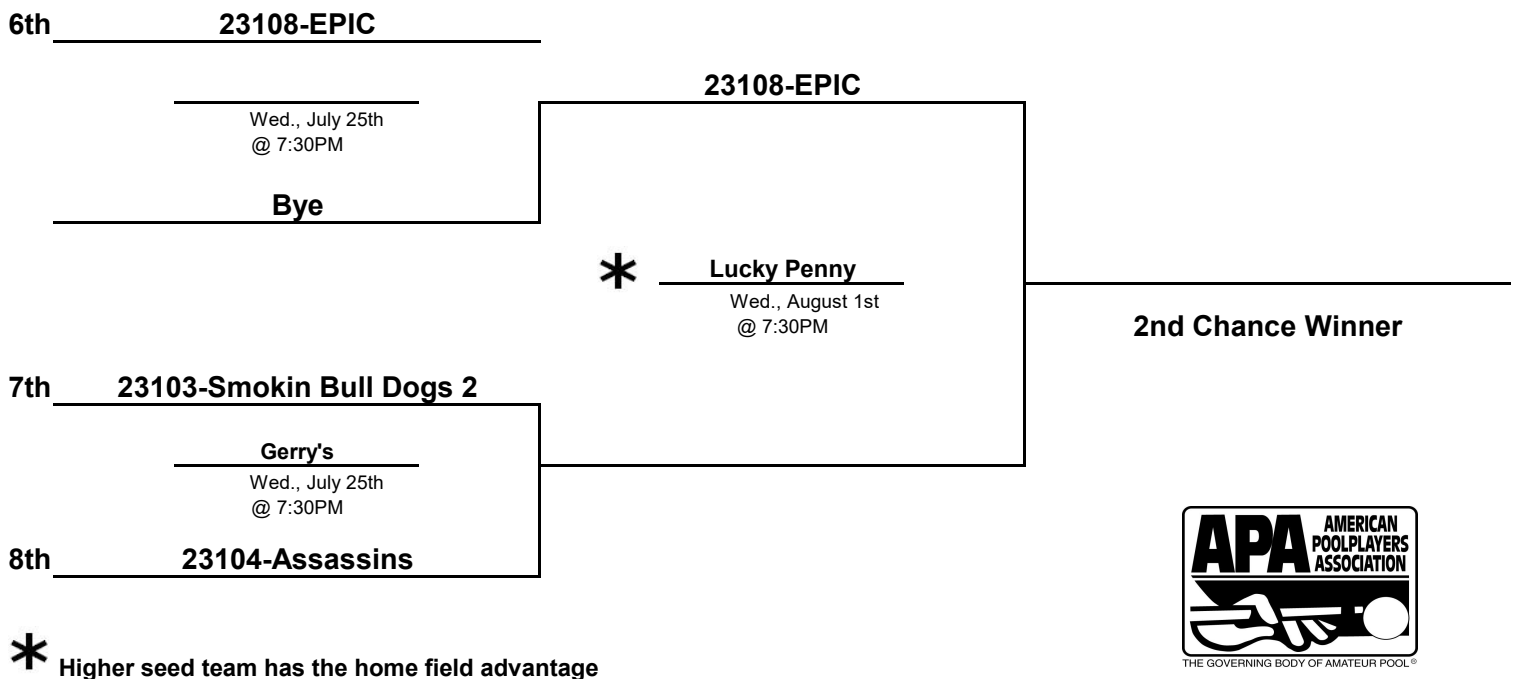 6th 23108-EPIC
23108-EPIC
Wed., July 25th
@ 7:30PM
Bye
* Lucky Penny
Wed., August 1st
@ 7:30PM
2nd Chance Winner
7th 23103-Smokin Bull Dogs 2
Gerry's
Wed., July 25th
@ 7:30PM
8th 23104-Assassins
APA AMERICAN
POOLPLAYERS
ASSOCIATION
THE GOVERNING BODY OF AMATEUR POOL®
* Higher seed team has the home field advantage